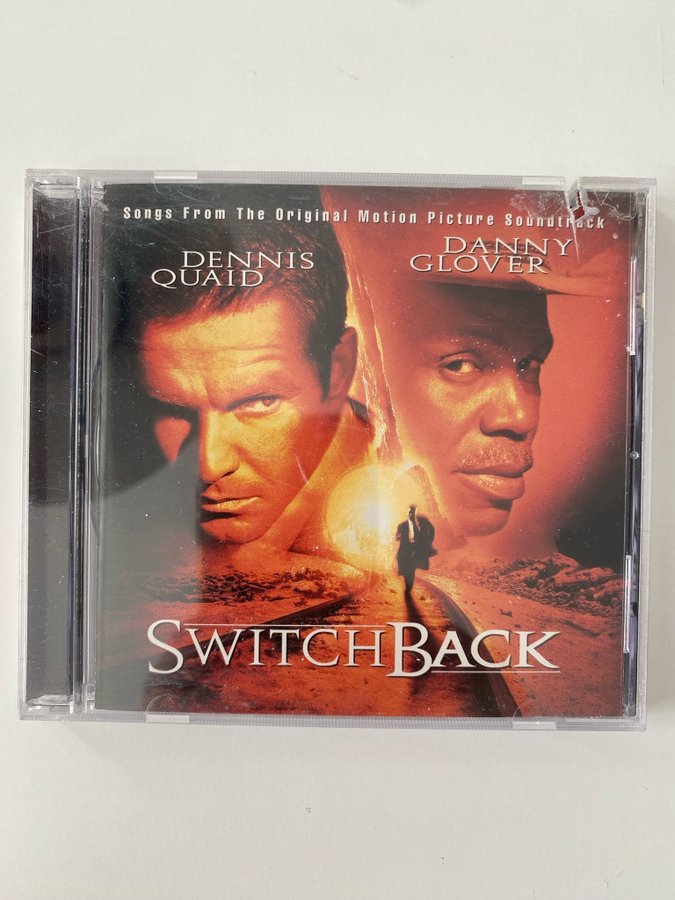 Songs From The Original Motion Picture Soundtrack
DENNIS
QUAID
DANNY
GLOVER
SWITCHBACK